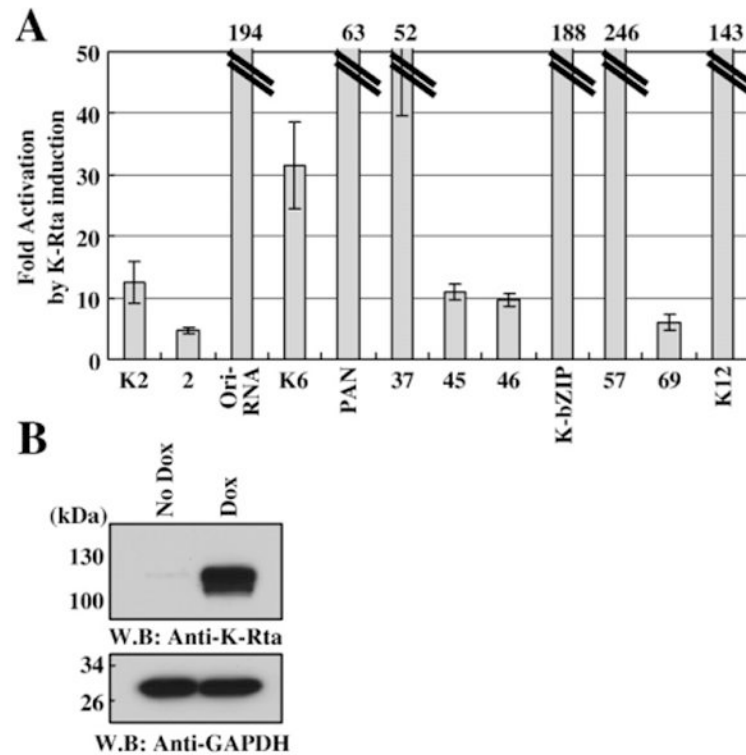 A
194 63 52 188 246 143
50
40
30
20
10
0
Fold Activation
by K-Rta induction
K2 2 Ori-RNA K6 PAN 37 45 46 K-bZIP 57 69 K12
B
No Dox Dox
(kDa)
130
100
W.B: Anti-K-Rta
34
26
W.B: Anti-GAPDH